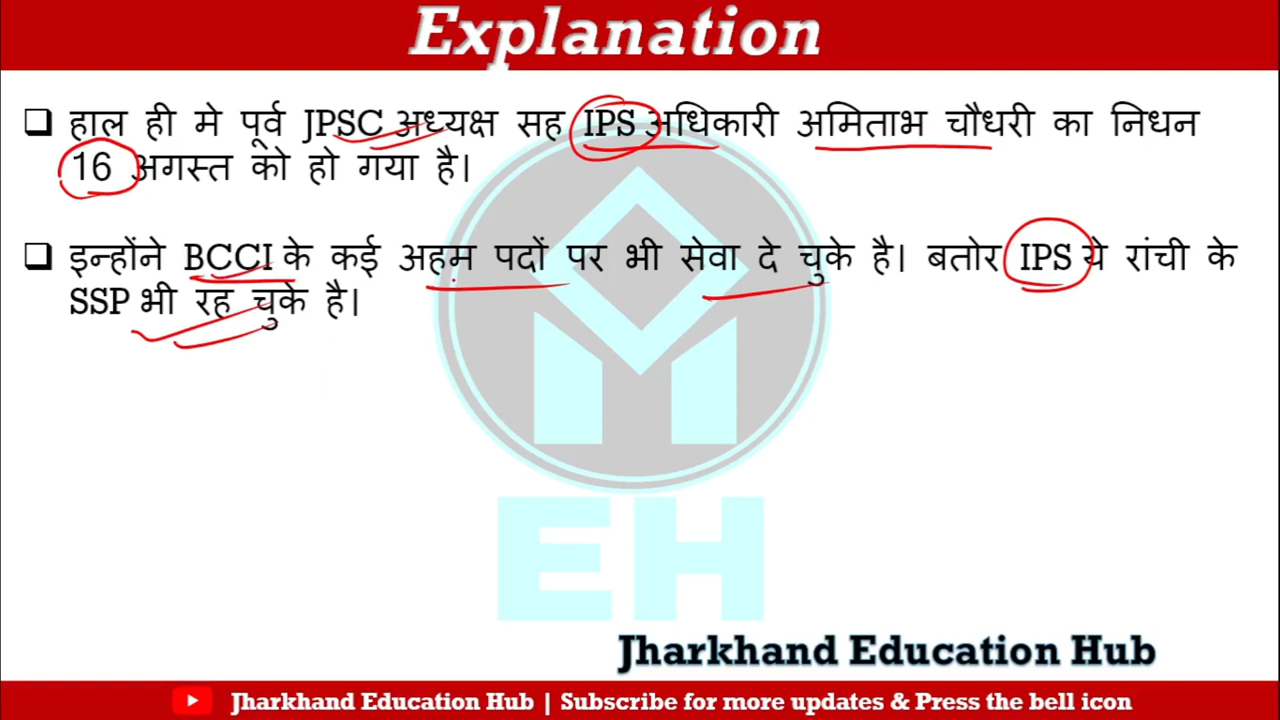 Explanation
हाल ही मे पूर्व JPSC अध्यक्ष सह IPS अधिकारी अमिताभ चौधरी का निधन
16 अगस्त को हो गया है।
इन्होंने BCCI के कई अहम पदों पर भी सेवा दे चुके है। बतोर IPS ये रांची के
SSP भी रह चुके है।
EH
Jharkhand Education Hub
Jharkhand Education Hub | Subscribe for more updates & Press the bell icon